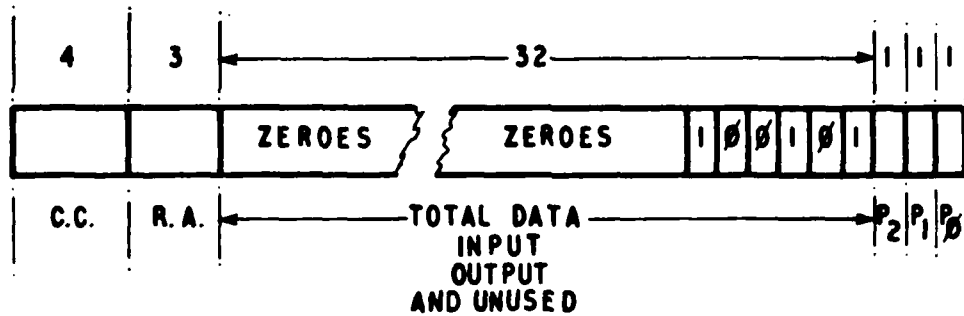 4 3 32 1 1 1
ZEROES ZEROES 1 Ø Ø 1 Ø 1
C.C. R.A. TOTAL DATA P2 P1 PØ
INPUT
OUTPUT
AND UNUSED